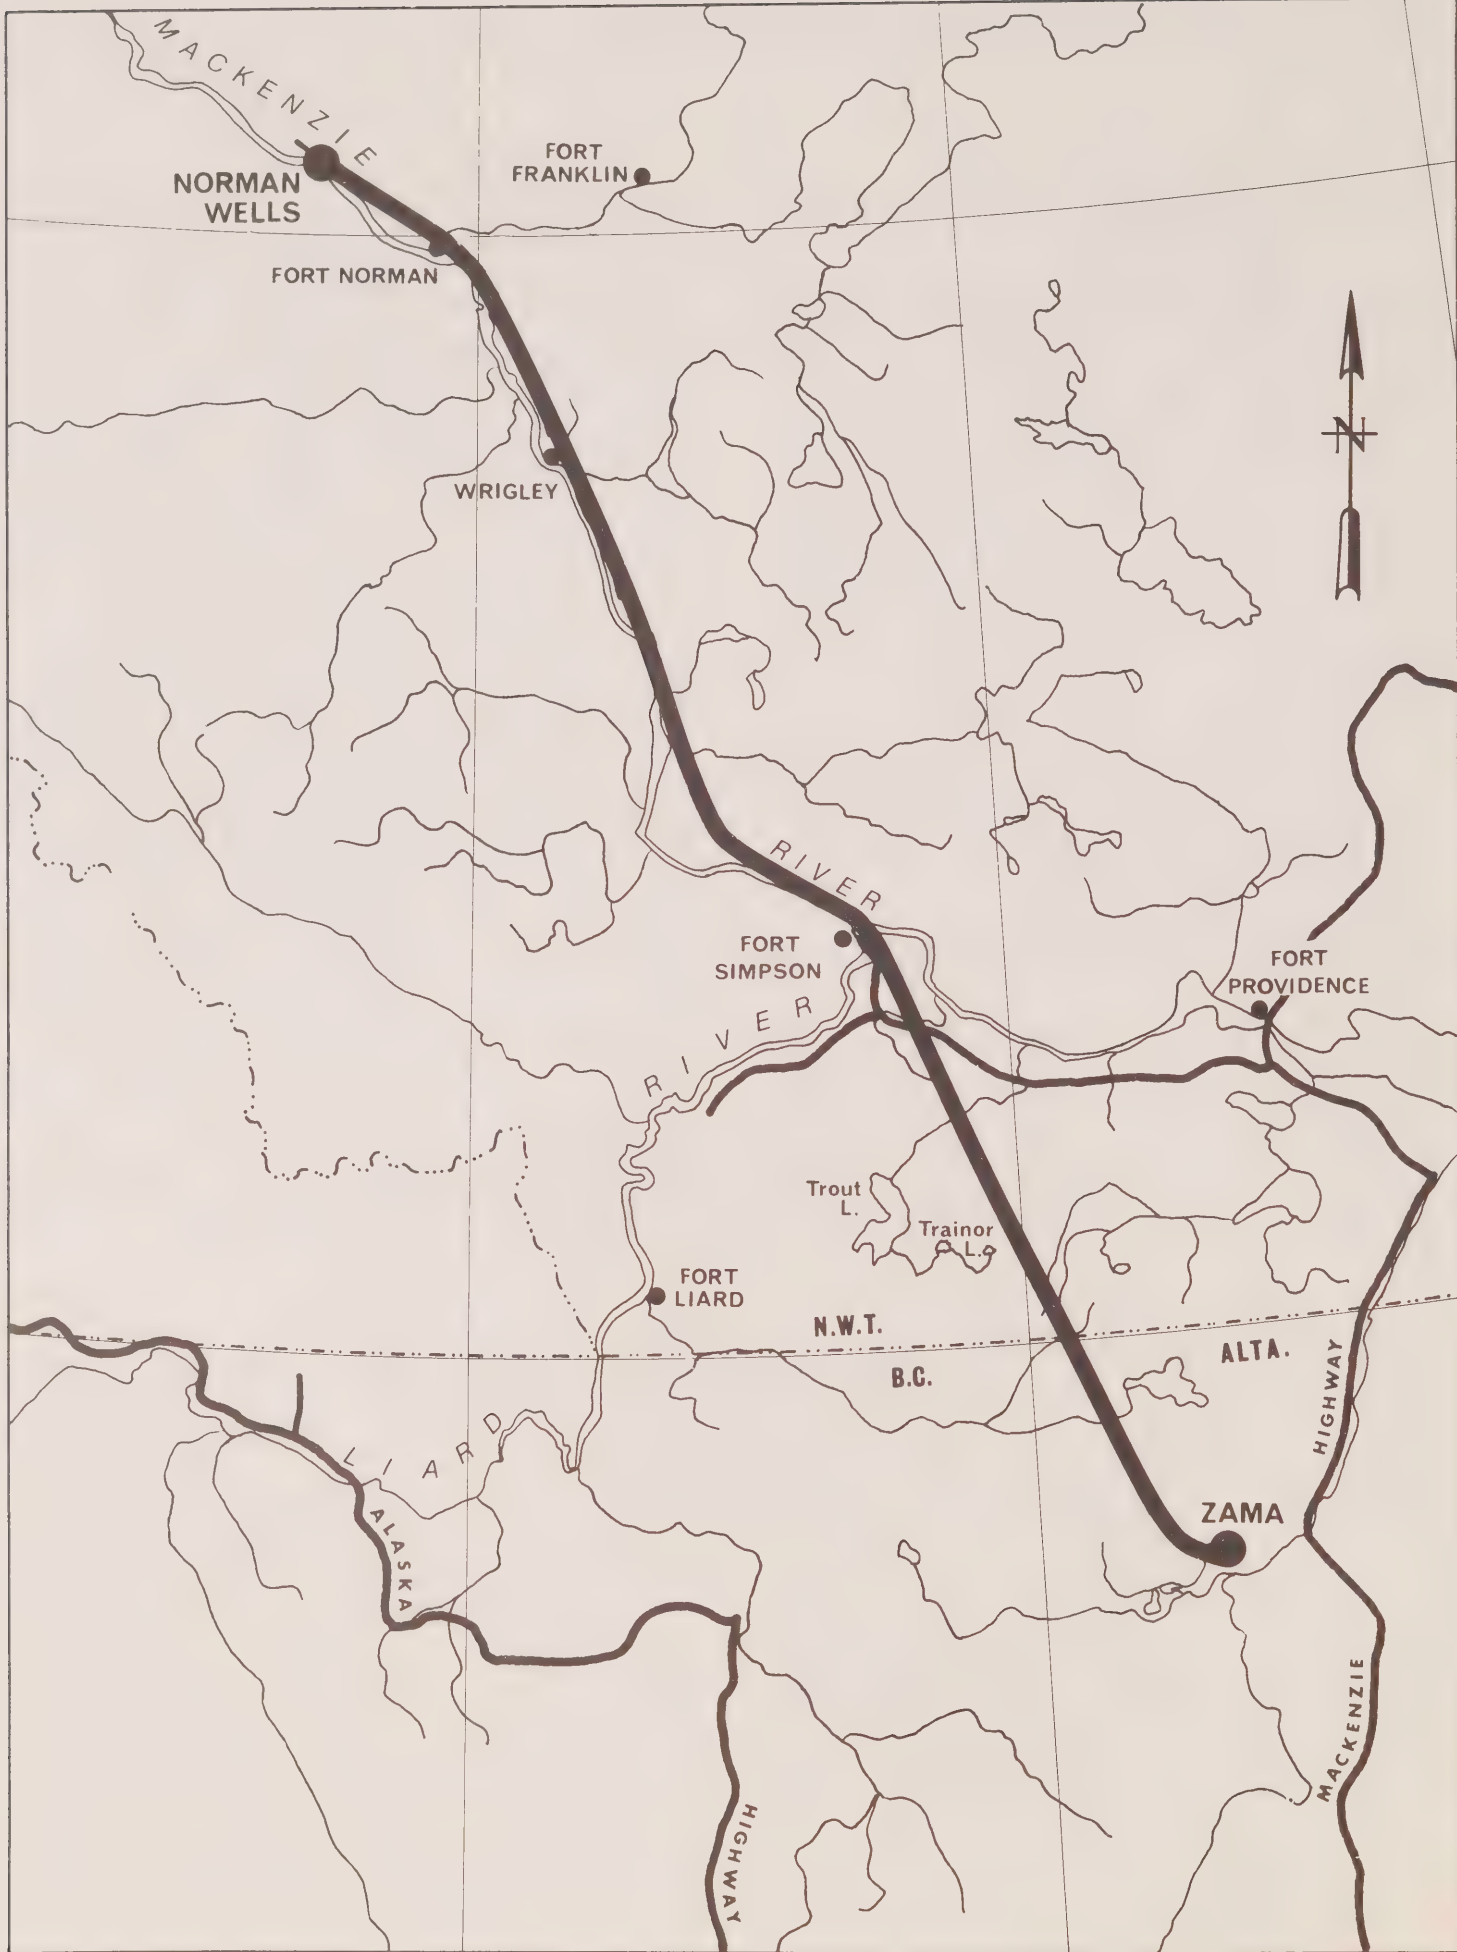 MACKENZIE
FORT
FRANKLIN
NORMAN
WELLS
FORT NORMAN
N
WRIGLEY
RIVER
FORT
SIMPSON
FORT
PROVIDENCE
RIVER
Trout
L.
Trainor
L.
FORT
LIARD
N.W.T.
B.C.
ALTA.
HIGHWAY
LIARD
ALASKA
ZAMA
MACKENZIE
HIGHWAY